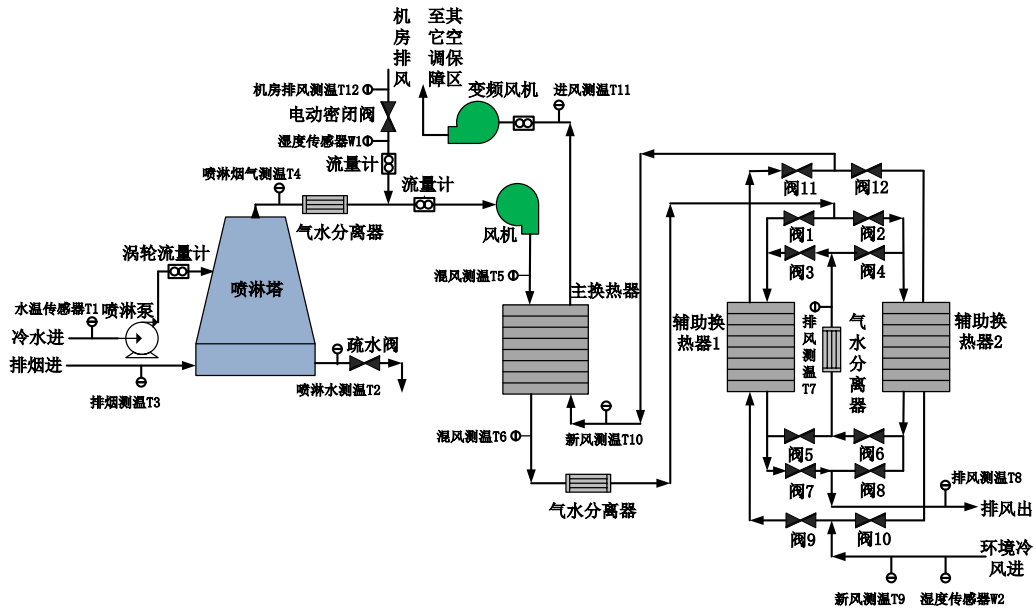 机房排风
至其它空调保障区
机房排风测温T12
变频风机
进风测温T11
电动密闭阀
湿度传感器W1
流量计
喷淋烟气测温T4
流量计
气水分离器
风机
阀11
阀12
阀1
阀2
阀3
阀4
涡轮流量计
混风测温T5
主换热器
喷淋塔
水温传感器T1
喷淋泵
冷水进
排烟进
排烟测温T3
疏水阀
喷淋水测温T2
辅助换
热器1
排风测温T7
气水分离器
辅助换
热器2
混风测温T6
新风测温T10
气水分离器
阀5
阀6
阀7
阀8
排风测温T8
排风出
阀9
阀10
环境冷
风进
新风测温T9
湿度传感器W2